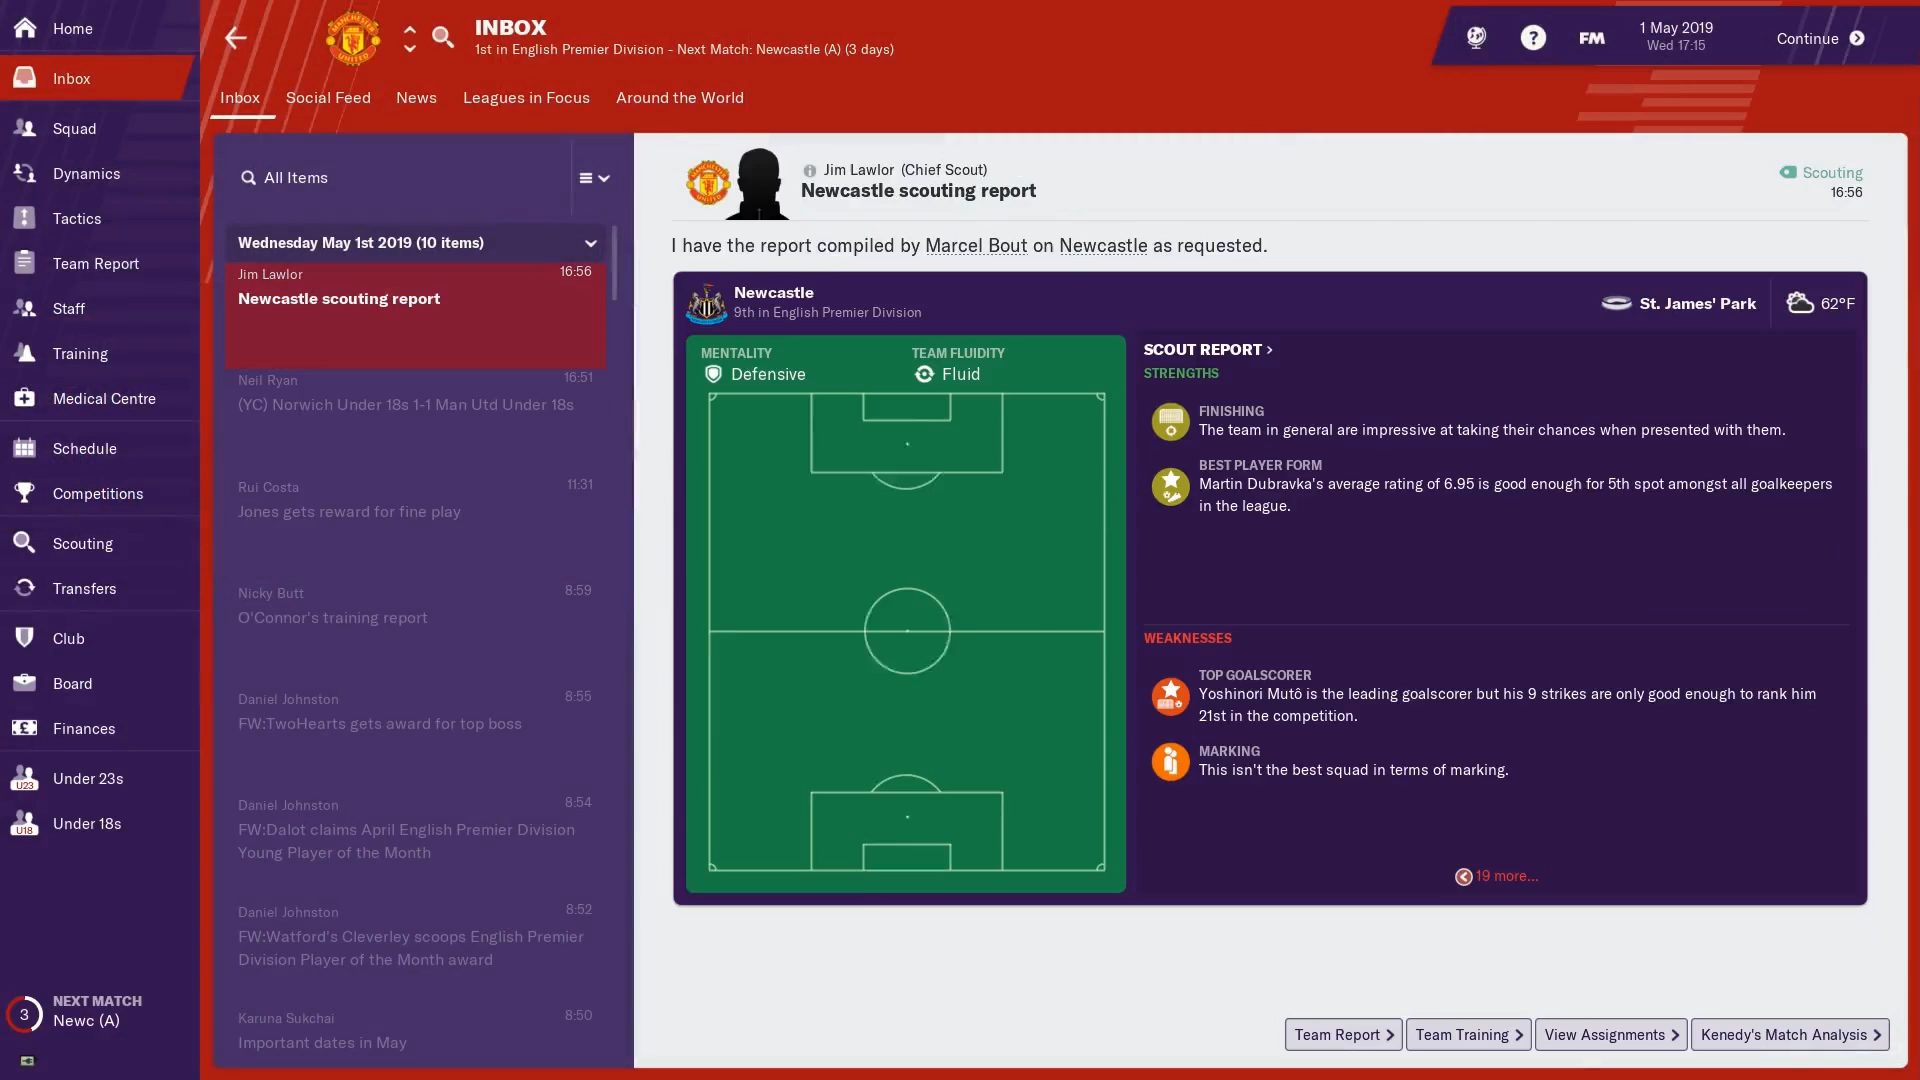 Home
Inbox
Squad
Dynamics
Tactics
Team Report
Staff
Training
Medical Centre
Schedule
Competitions
Scouting
Transfers
Club
Board
Finances
U23
Under 23s
U18
Under 18s
3
NEXT MATCH
Newc (A)
MANCHESTER
UNITED
INBOX
1st in English Premier Division - Next Match: Newcastle (A) (3 days)
?
FM
1 May 2019
Wed 17:15
Continue
Inbox
Social Feed
News
Leagues in Focus
Around the World
All Items
Wednesday May 1st 2019 (10 items)
Jim Lawlor
16:56
Newcastle scouting report
Neil Ryan
16:51
(YC) Norwich Under 18s 1-1 Man Utd Under 18s
Rui Costa
11:31
Jones gets reward for fine play
Nicky Butt
8:59
O'Connor's training report
Daniel Johnston
8:55
FW:TwoHearts gets award for top boss
Daniel Johnston
8:54
FW:Dalot claims April English Premier Division
Young Player of the Month
Daniel Johnston
8:52
FW:Watford's Cleverley scoops English Premier
Division Player of the Month award
Karuna Sukchai
8:50
Important dates in May
Jim Lawlor (Chief Scout)
Newcastle scouting report
Scouting
16:56
I have the report compiled by Marcel Bout on Newcastle as requested.
Newcastle
9th in English Premier Division
St. James' Park
62°F
MENTALITY
Defensive
TEAM FLUIDITY
Fluid
SCOUT REPORT >
STRENGTHS
FINISHING
The team in general are impressive at taking their chances when presented with them.
BEST PLAYER FORM
Martin Dubravka's average rating of 6.95 is good enough for 5th spot amongst all goalkeepers
in the league.
WEAKNESSES
TOP GOALSCORER
Yoshinori Mutô is the leading goalscorer but his 9 strikes are only good enough to rank him
21st in the competition.
MARKING
This isn't the best squad in terms of marking.
19 more...
Team Report
Team Training
View Assignments
Kenedy's Match Analysis